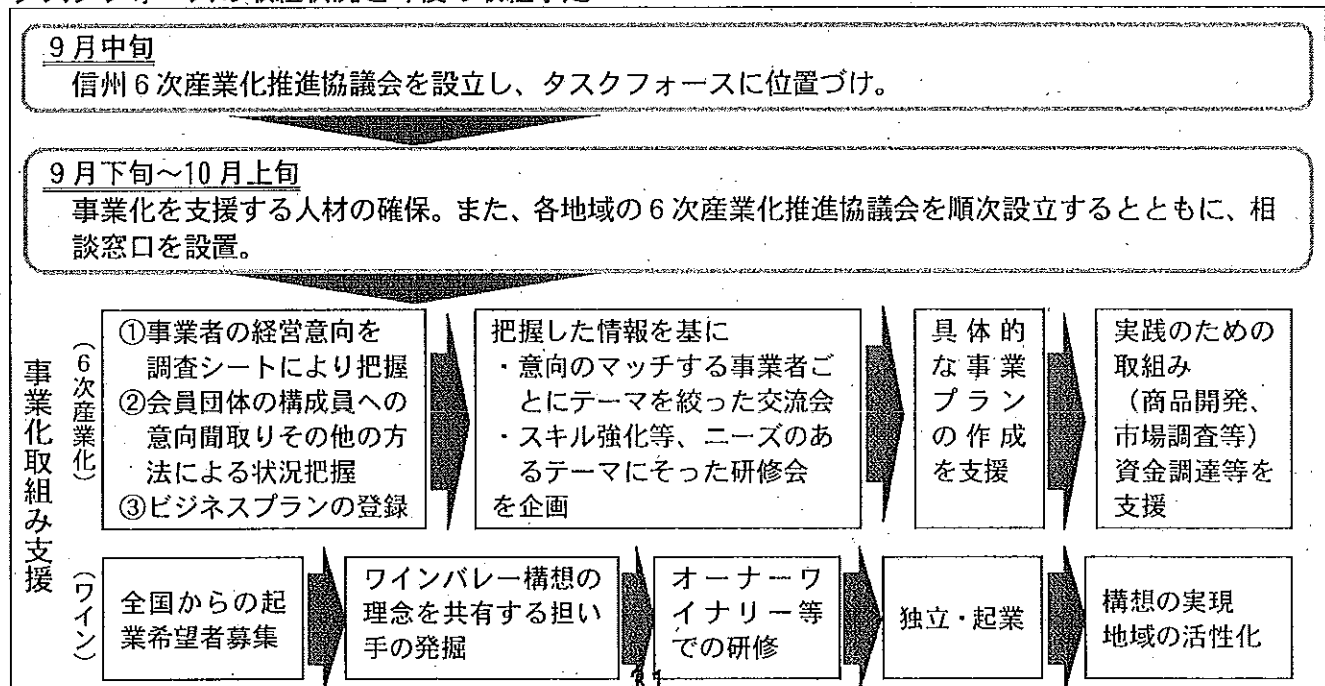 9月中旬
信州6次産業化推進協議会を設立し、タスクフォースに位置づけ。
9月下旬～10月上旬
事業化を支援する人材の確保。また、各地域の6次産業化推進協議会を順次設立するとともに、相
談窓口を設置。
事業化取組み支援
（6次産業化）
①事業者の経営意向を
調査シートにより把握
②会員団体の構成員への
意向聞取りその他の方
法による状況把握
③ビジネスプランの登録
把握した情報を基に
・意向のマッチする事業者ご
とにテーマを絞った交流会
・スキル強化等、ニーズのあ
るテーマにそった研修会
を企画
具体的
な事業
プラン
の作成
を支援
実践のための
取組み
（商品開発、
市場調査等）
資金調達等を
支援
（ワイン）
全国からの起
業希望者募集
ワインバレー構想の
理念を共有する担い
手の発掘
オーナーワ
イナリー等
での研修
独立・起業
構想の実現
地域の活性化